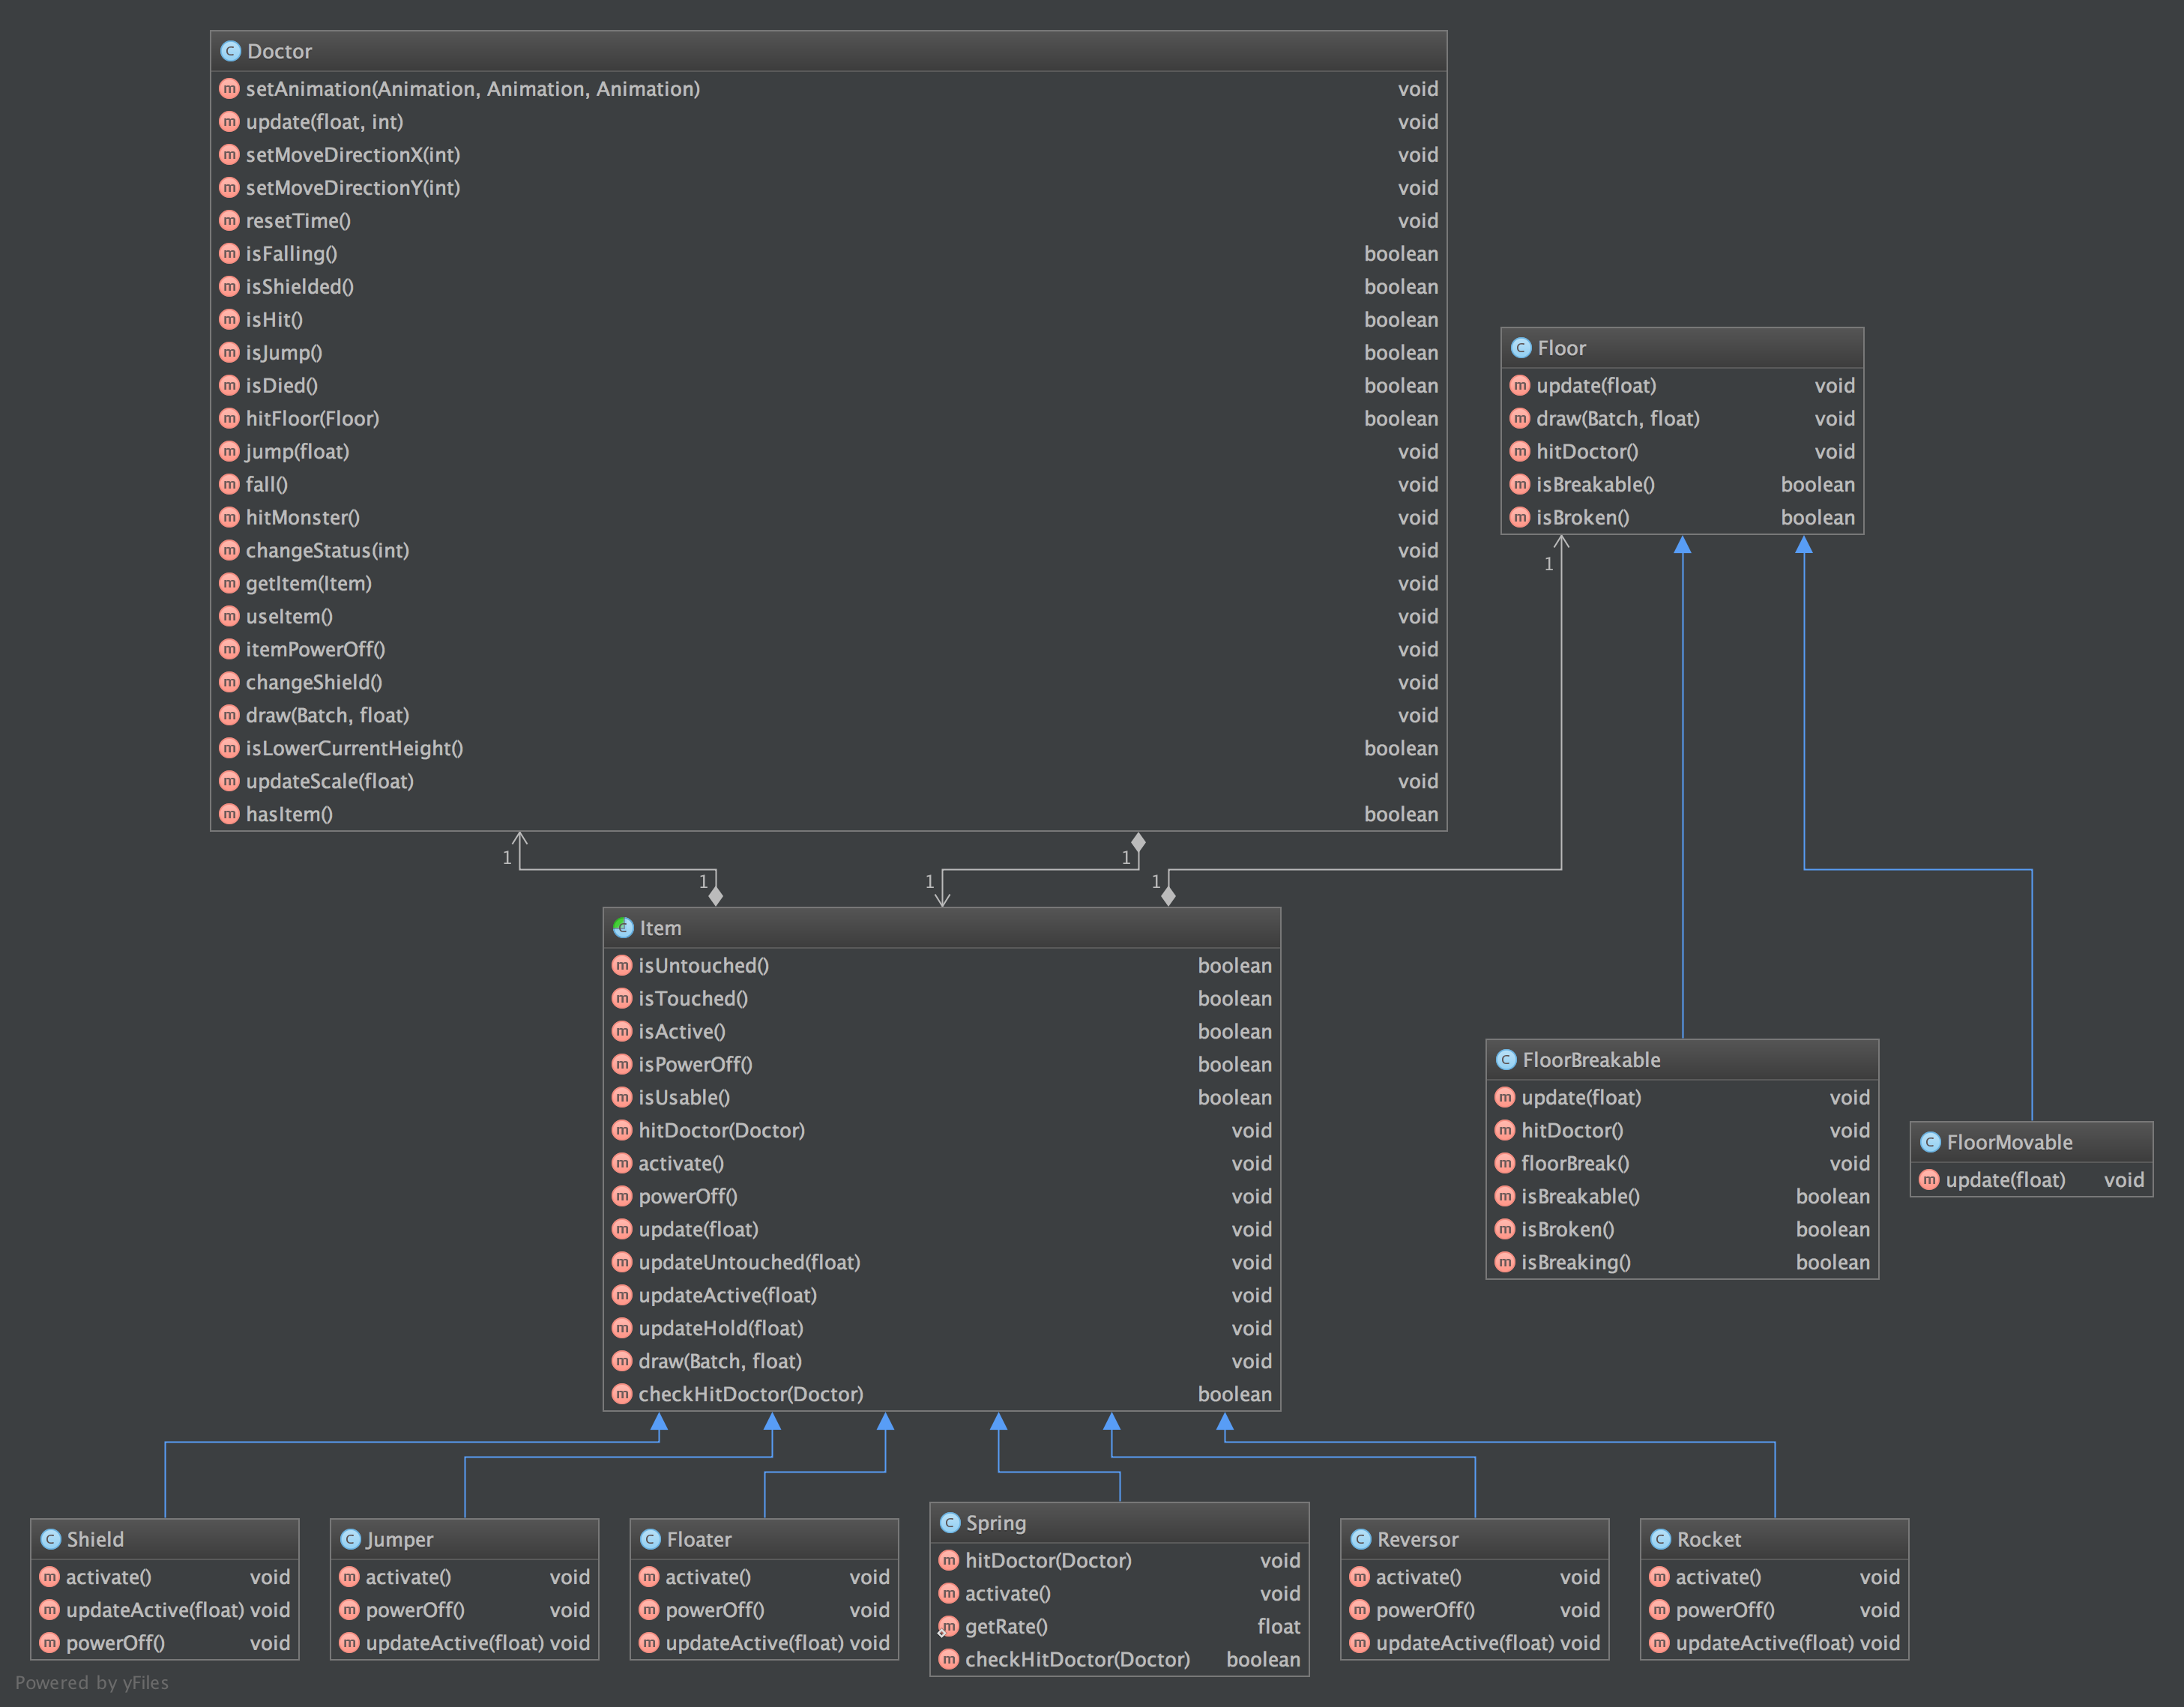 Doctor
setAnimation(Animation, Animation, Animation) void
update(float, int) void
setMoveDirectionX(int) void
setMoveDirectionY(int) void
resetTime() void
isFalling() boolean
isShielded() boolean
isHit() boolean
isJump() boolean
isDied() boolean
hitFloor(Floor) boolean
jump(float) void
fall() void
hitMonster() void
changeStatus(int) void
getItem(Item) void
useItem() void
itemPowerOff() void
changeShield() void
draw(Batch, float) void
isLowerCurrentHeight() boolean
updateScale(float) void
hasItem() boolean
Floor
update(float) void
draw(Batch, float) void
hitDoctor() void
isBreakable() boolean
isBroken() boolean
1
1 1
1 1 1
Item
isUntouched() boolean
isTouched() boolean
isActive() boolean
isPowerOff() boolean
isUsable() boolean
hitDoctor(Doctor) void
activate() void
powerOff() void
update(float) void
updateUntouched(float) void
updateActive(float) void
updateHold(float) void
draw(Batch, float) void
checkHitDoctor(Doctor) boolean
FloorBreakable
update(float) void
hitDoctor() void
floorBreak() void
isBreakable() boolean
isBroken() boolean
isBreaking() boolean
FloorMovable
update(float) void
Shield
activate() void
updateActive(float) void
powerOff() void
Jumper
activate() void
powerOff() void
updateActive(float) void
Floater
activate() void
powerOff() void
updateActive(float) void
Spring
hitDoctor(Doctor) void
activate() void
getRate() float
checkHitDoctor(Doctor) boolean
Reversor
activate() void
powerOff() void
updateActive(float) void
Rocket
activate() void
powerOff() void
updateActive(float) void
Powered by yFiles